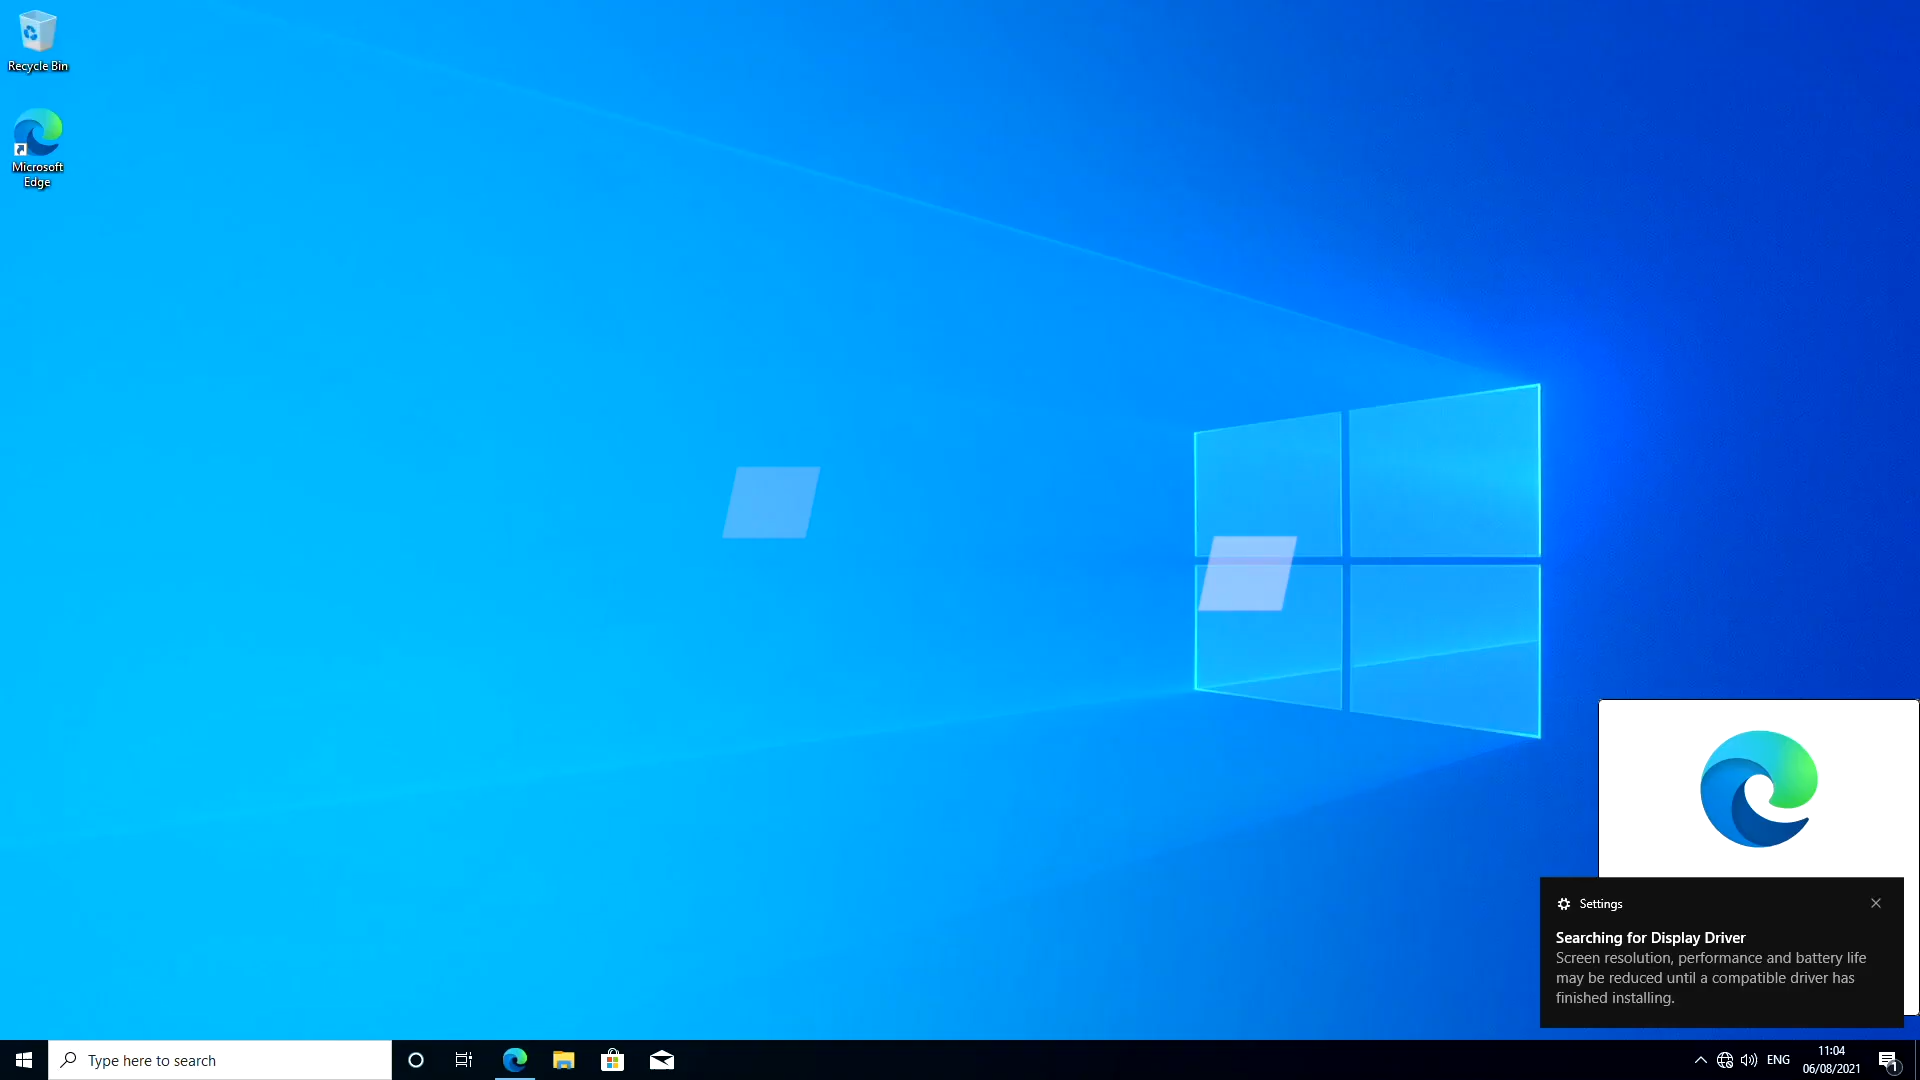 Recycle Bin
Microsoft
Edge
Settings
Searching for Display Driver
Screen resolution, performance and battery life
may be reduced until a compatible driver has
finished installing.
Type here to search
ENG
11:04
06/08/2021
1